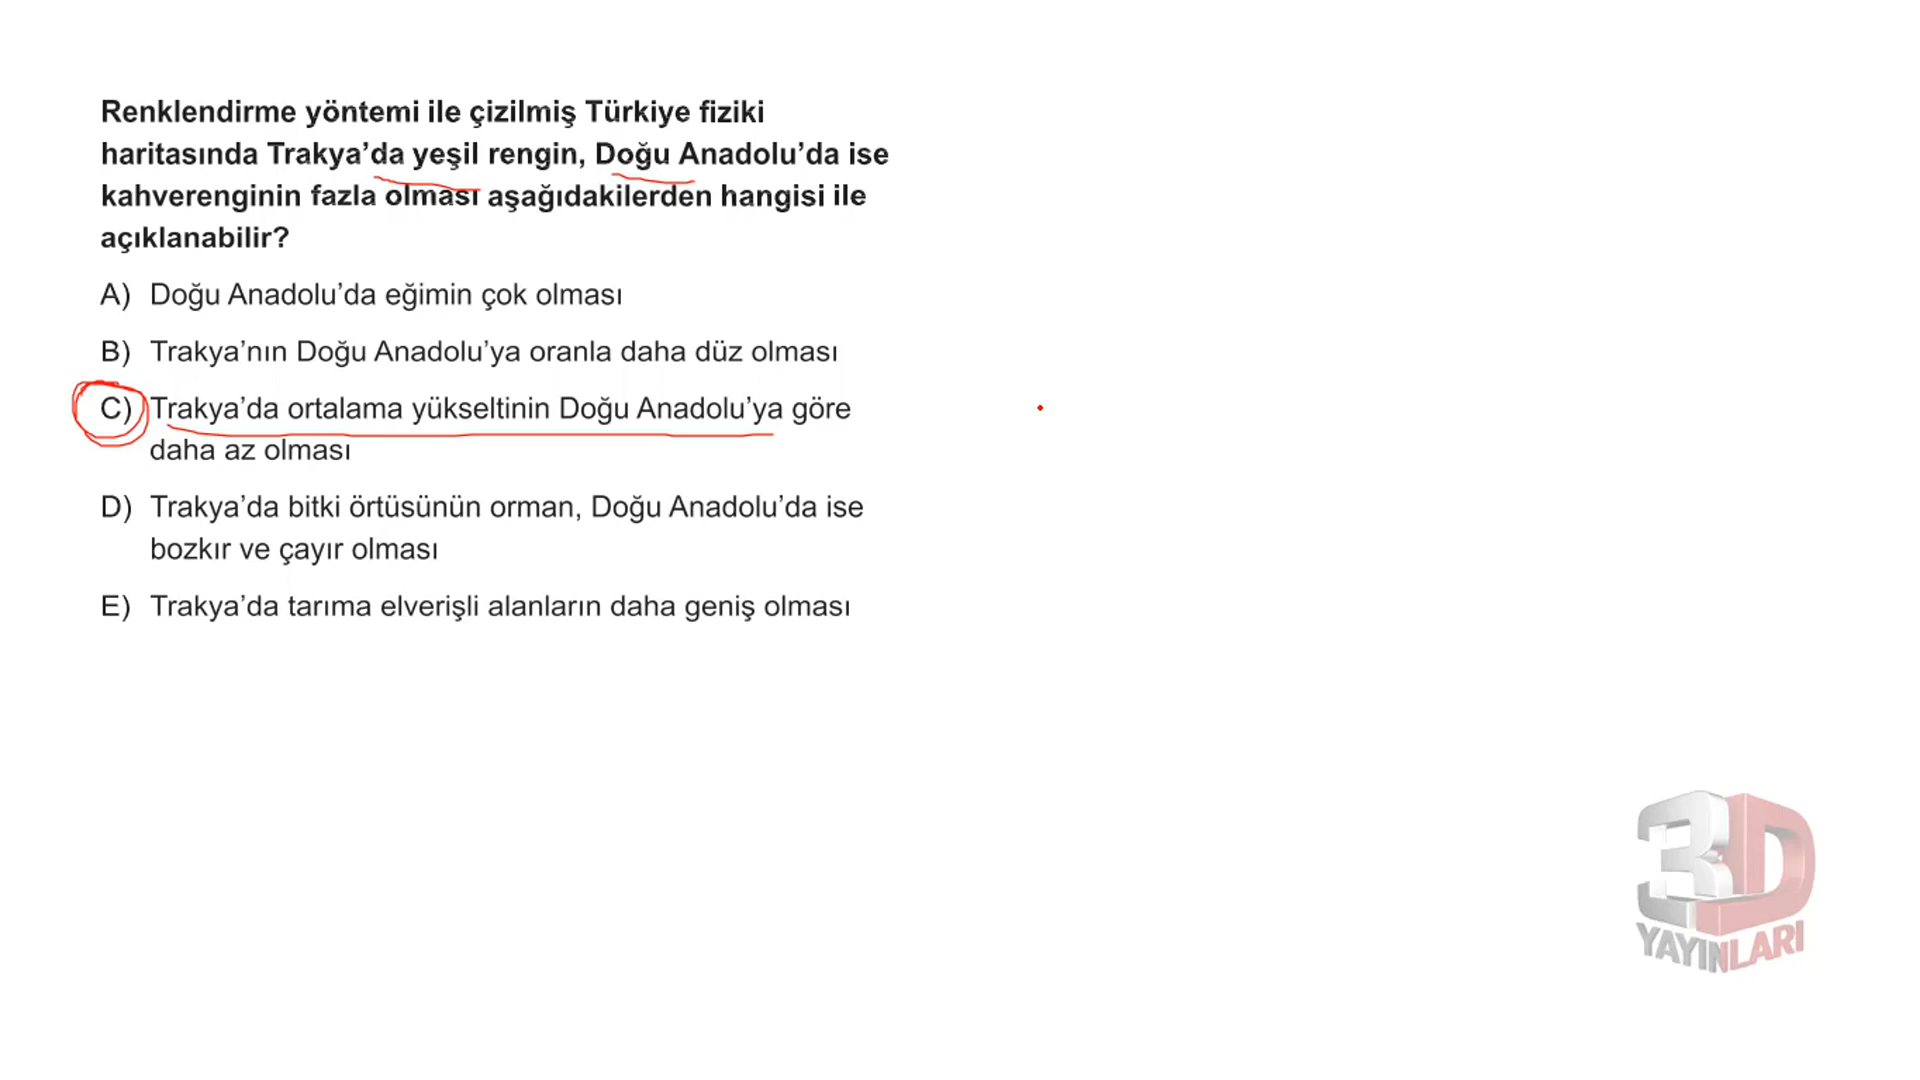 Renklendirme yöntemi ile çizilmiş Türkiye fiziki
haritasında Trakya’da yeşil rengin, Doğu Anadolu’da ise
kahverenginin fazla olması aşağıdakilerden hangisi ile
açıklanabilir?
A) Doğu Anadolu’da eğimin çok olması
B) Trakya’nın Doğu Anadolu’ya oranla daha düz olması
C) Trakya’da ortalama yükseltinin Doğu Anadolu’ya göre
daha az olması
D) Trakya’da bitki örtüsünün orman, Doğu Anadolu’da ise
bozkır ve çayır olması
E) Trakya’da tarıma elverişli alanların daha geniş olması
3D
YAYINLARI